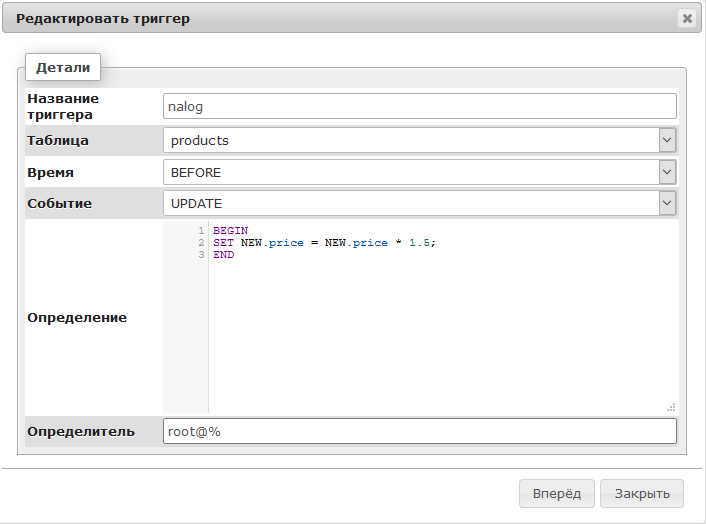 Редактировать триггер
Детали
Название
триггера
nalog
Таблица
products
Время
BEFORE
Событие
UPDATE
Определение
1 BEGIN
2 SET NEW.price = NEW.price * 1.5;
3 END
Определитель
root@%
Вперёд
Закрыть